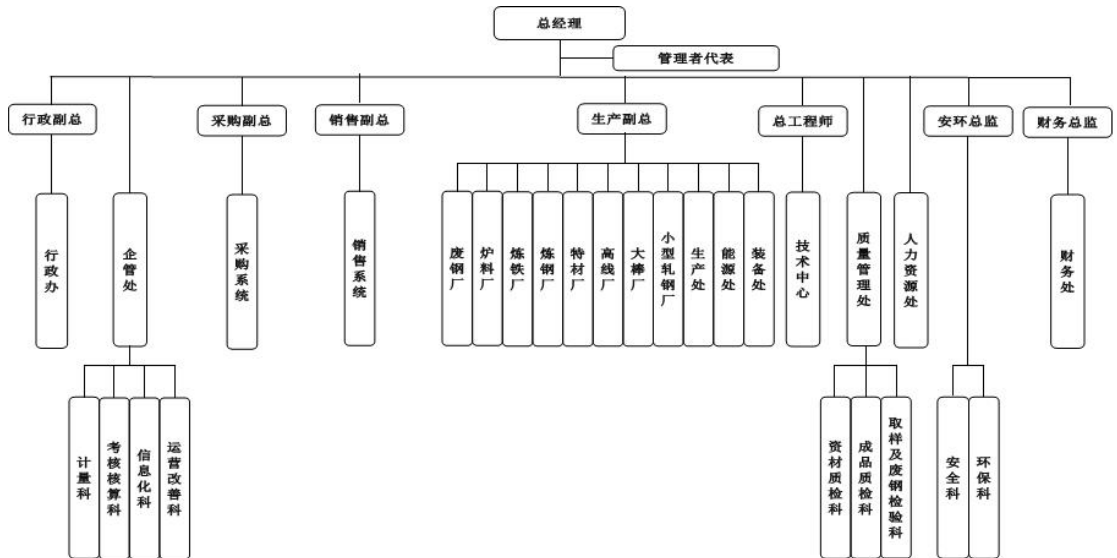 总经理
管理者代表
行政副总
采购副总
销售副总
生产副总
总工程师
安环总监
财务总监
行政办
企管处
采购系统
销售系统
废钢厂
炉料厂
炼铁厂
炼钢厂
特材厂
高线厂
大棒厂
小型轧钢厂
生产处
能源处
装备处
技术中心
质量管理处
人力资源处
财务处
计量科
考核核算科
信息化科
运营改善科
资材质检科
成品质检科
取样及废钢检验科
安全科
环保科